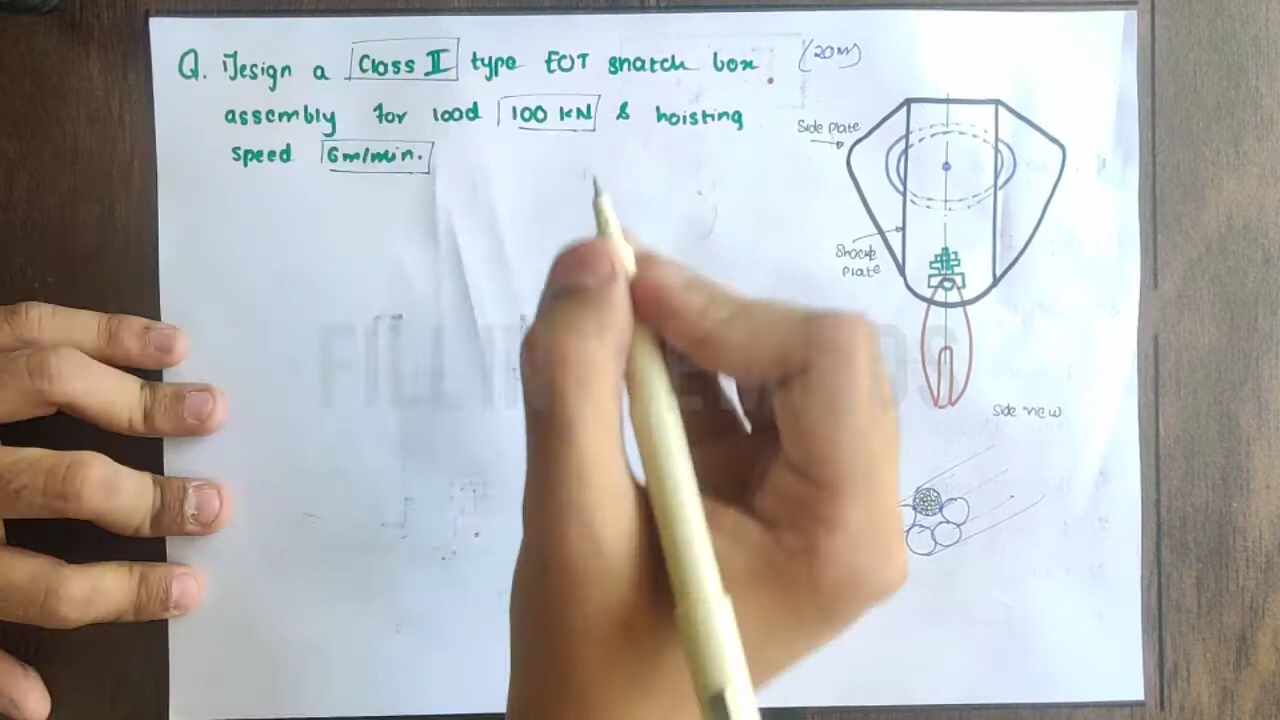 Q. Design a Class II type EOT snatch box. (20m)
assembly for load 100 kN & hoisting
speed 6m/min.
Side plate
Shock
plate
Side view